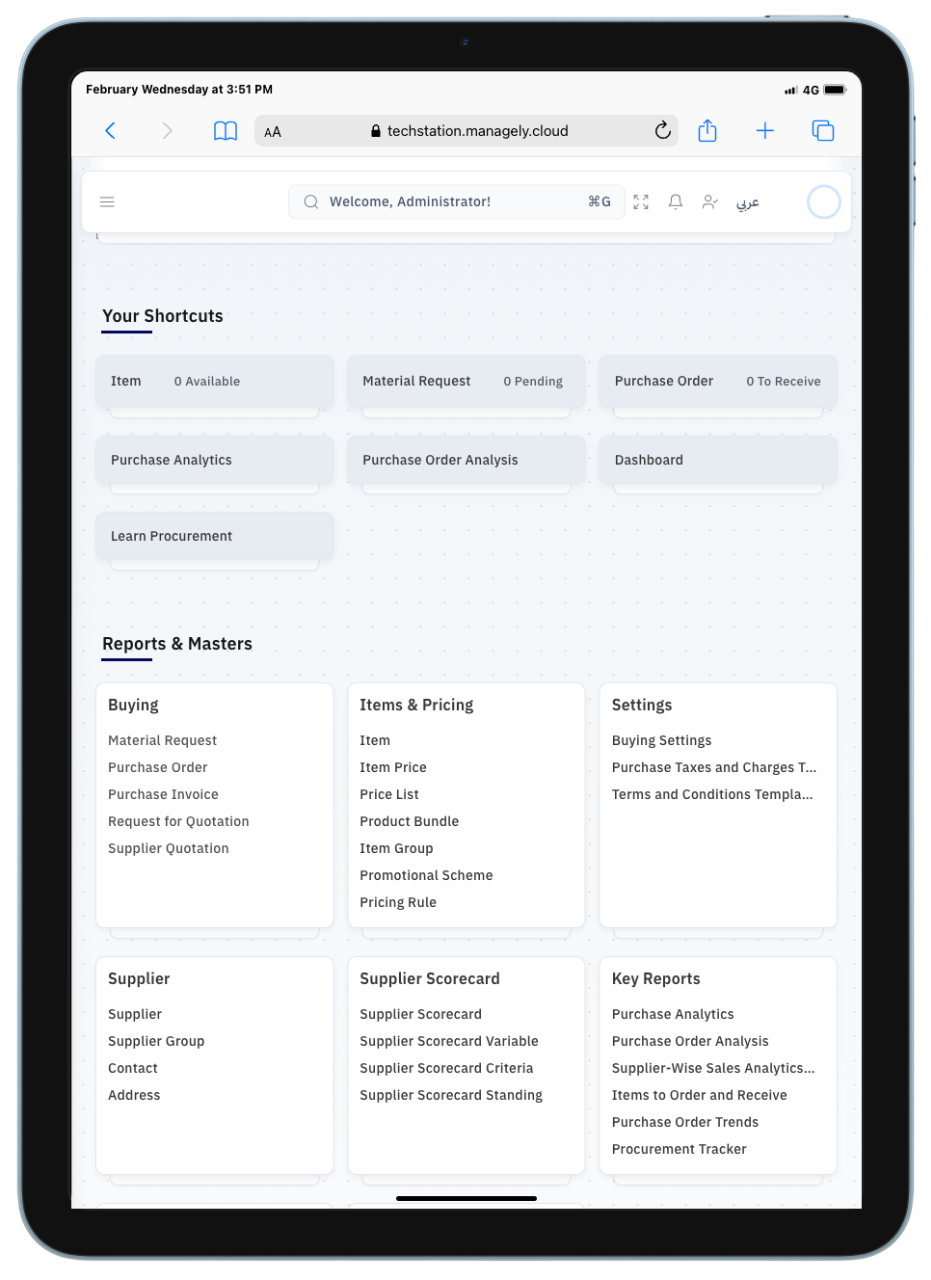 February Wednesday at 3:51 PM 4G
AA techstation.managely.cloud
Welcome, Administrator! ⌘G عربي
Your Shortcuts
Item 0 Available Material Request 0 Pending Purchase Order 0 To Receive
Purchase Analytics Purchase Order Analysis Dashboard
Learn Procurement
Reports & Masters
Buying
Material Request
Purchase Order
Purchase Invoice
Request for Quotation
Supplier Quotation
Items & Pricing
Item
Item Price
Price List
Product Bundle
Item Group
Promotional Scheme
Pricing Rule
Settings
Buying Settings
Purchase Taxes and Charges T...
Terms and Conditions Templa...
Supplier
Supplier
Supplier Group
Contact
Address
Supplier Scorecard
Supplier Scorecard
Supplier Scorecard Variable
Supplier Scorecard Criteria
Supplier Scorecard Standing
Key Reports
Purchase Analytics
Purchase Order Analysis
Supplier-Wise Sales Analytics...
Items to Order and Receive
Purchase Order Trends
Procurement Tracker